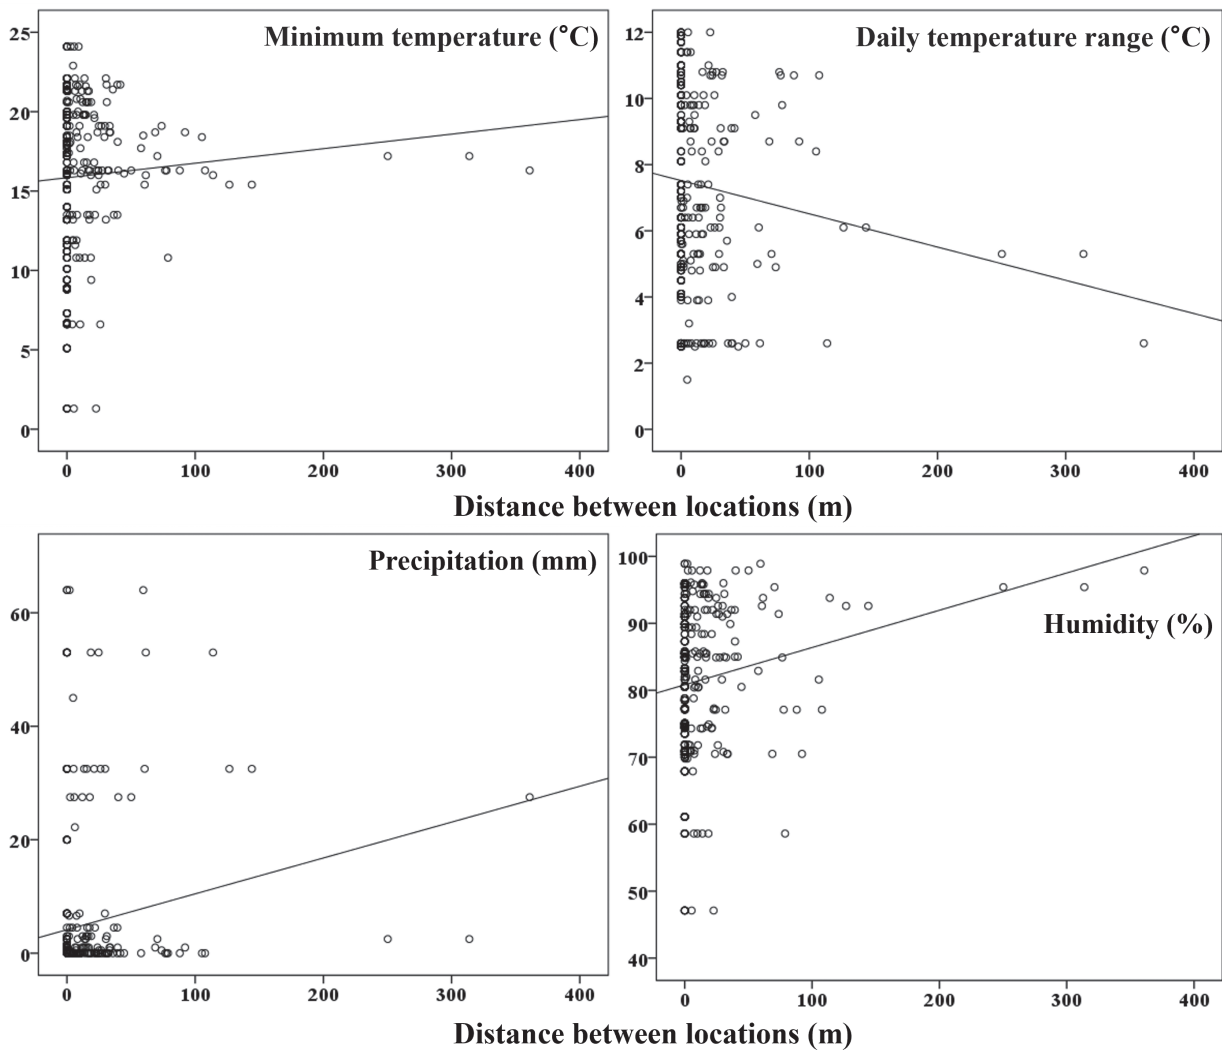 Minimum temperature (°C)
25
20
15
10
5
0
0 100 200 300 400
Daily temperature range (°C)
12
10
8
6
4
2
0
0 100 200 300 400
Distance between locations (m)
Precipitation (mm)
60
40
20
0
0 100 200 300 400
Humidity (%)
100
90
80
70
60
50
40
0 100 200 300 400
Distance between locations (m)